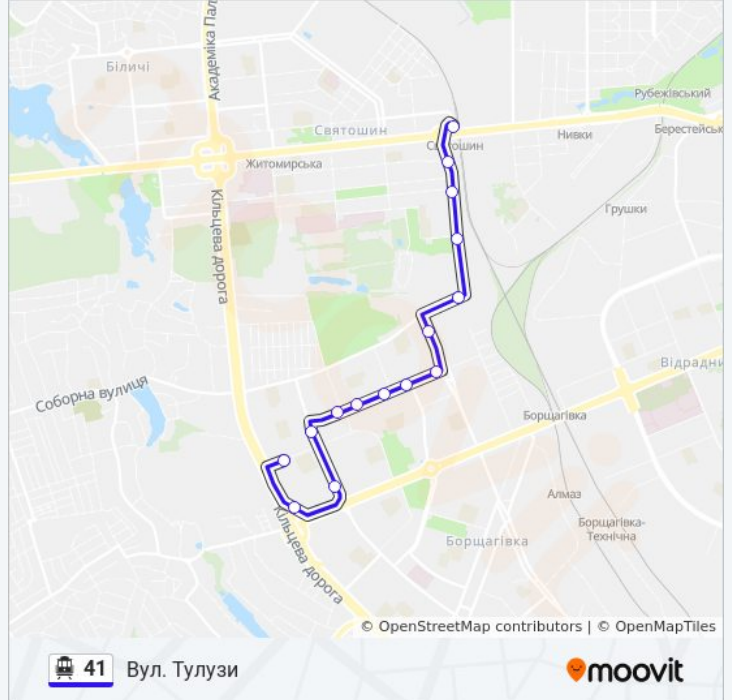 Академіка Пал
Біличі
Рубежівський
Святошин
Нивки
Берестейськ
Житомирська
Кільцева дорога
Грушки
Відрадни
Соборна вулиця
Борщагівка
Алмаз
Кільцева дорога
Борщагівка-
Технічна
Борщагівка
© OpenStreetMap contributors | © OpenMapTiles
41 Вул. Тулузи
moovit